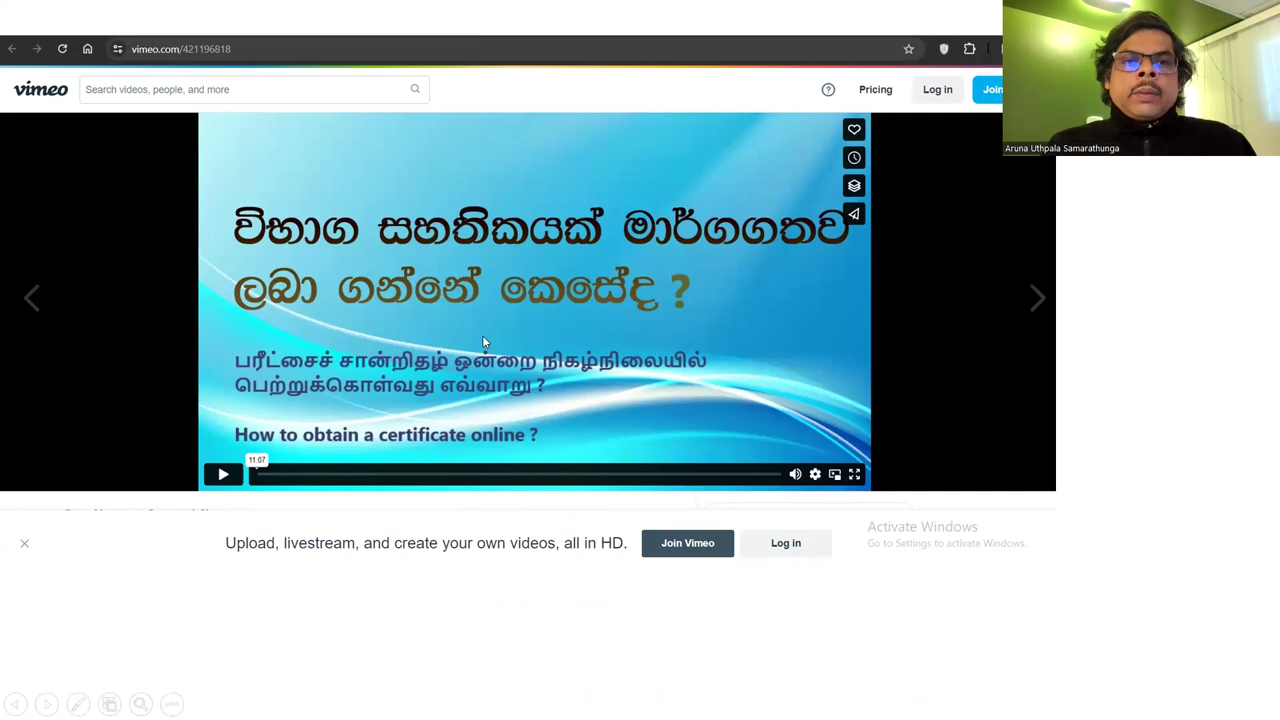 vimeo.com/421196818
vimeo
Search videos, people, and more
Pricing
Log in
Join
Aruna Uthpala Samarathunga
විභාග සහතිකයක් මාර්ගගතව
ලබා ගන්නේ කෙසේද ?
பரீட்சைச் சான்றிதழ் ஒன்றை நிகழ்நிலையில்
பெற்றுக்கொள்வது எவ்வாறு ?
How to obtain a certificate online ?
11:07
Upload, livestream, and create your own videos, all in HD.
Join Vimeo
Log in
Activate Windows
Go to Settings to activate Windows.